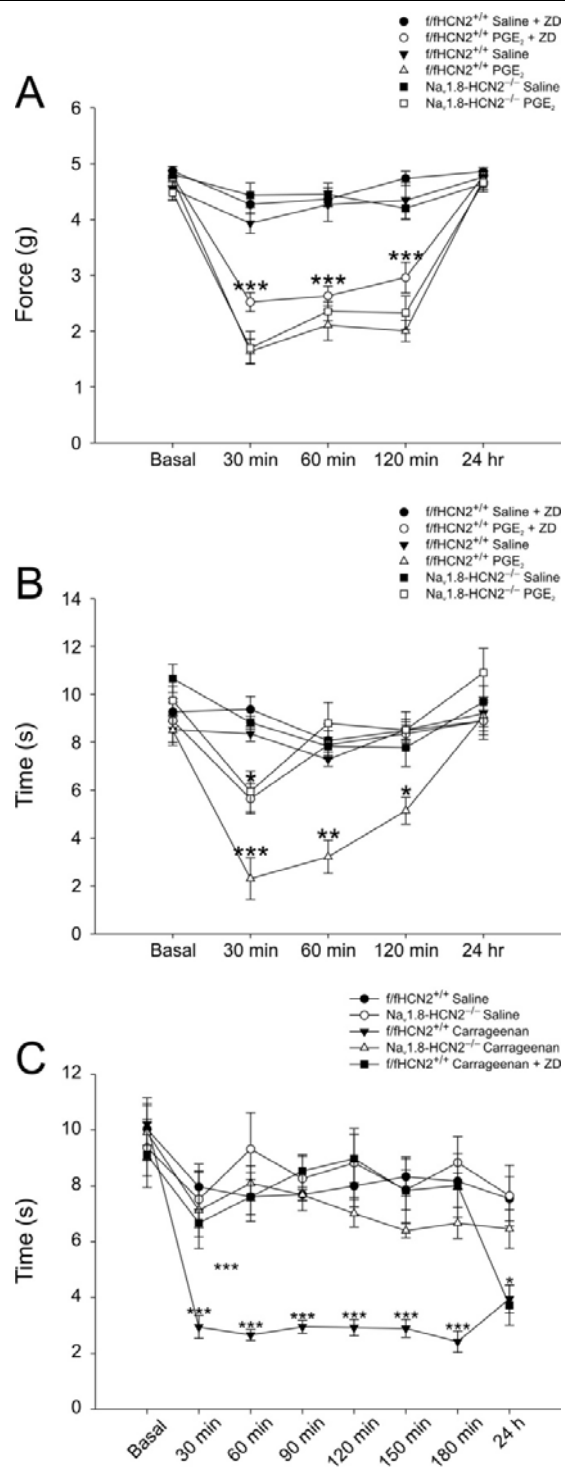 A
f/fHCN2+/+ Saline + ZD
f/fHCN2+/+ PGE2 + ZD
f/fHCN2+/+ Saline
f/fHCN2+/+ PGE2
Nav1.8-HCN2−/− Saline
Nav1.8-HCN2−/− PGE2
Force (g)
6
5
4
3
2
1
0
*** *** ***
Basal 30 min 60 min 120 min 24 hr
B
f/fHCN2+/+ Saline + ZD
f/fHCN2+/+ PGE2 + ZD
f/fHCN2+/+ Saline
f/fHCN2+/+ PGE2
Nav1.8-HCN2−/− Saline
Nav1.8-HCN2−/− PGE2
Time (s)
14
12
10
8
6
4
2
0
*
*** ** *
Basal 30 min 60 min 120 min 24 hr
C
f/fHCN2+/+ Saline
Nav1.8-HCN2−/− Saline
f/fHCN2+/+ Carrageenan
Nav1.8-HCN2−/− Carrageenan
f/fHCN2+/+ Carrageenan + ZD
Time (s)
12
10
8
6
4
2
0
***
*** *** *** *** *** *** *
Basal 30 min 60 min 90 min 120 min 150 min 180 min 24 h